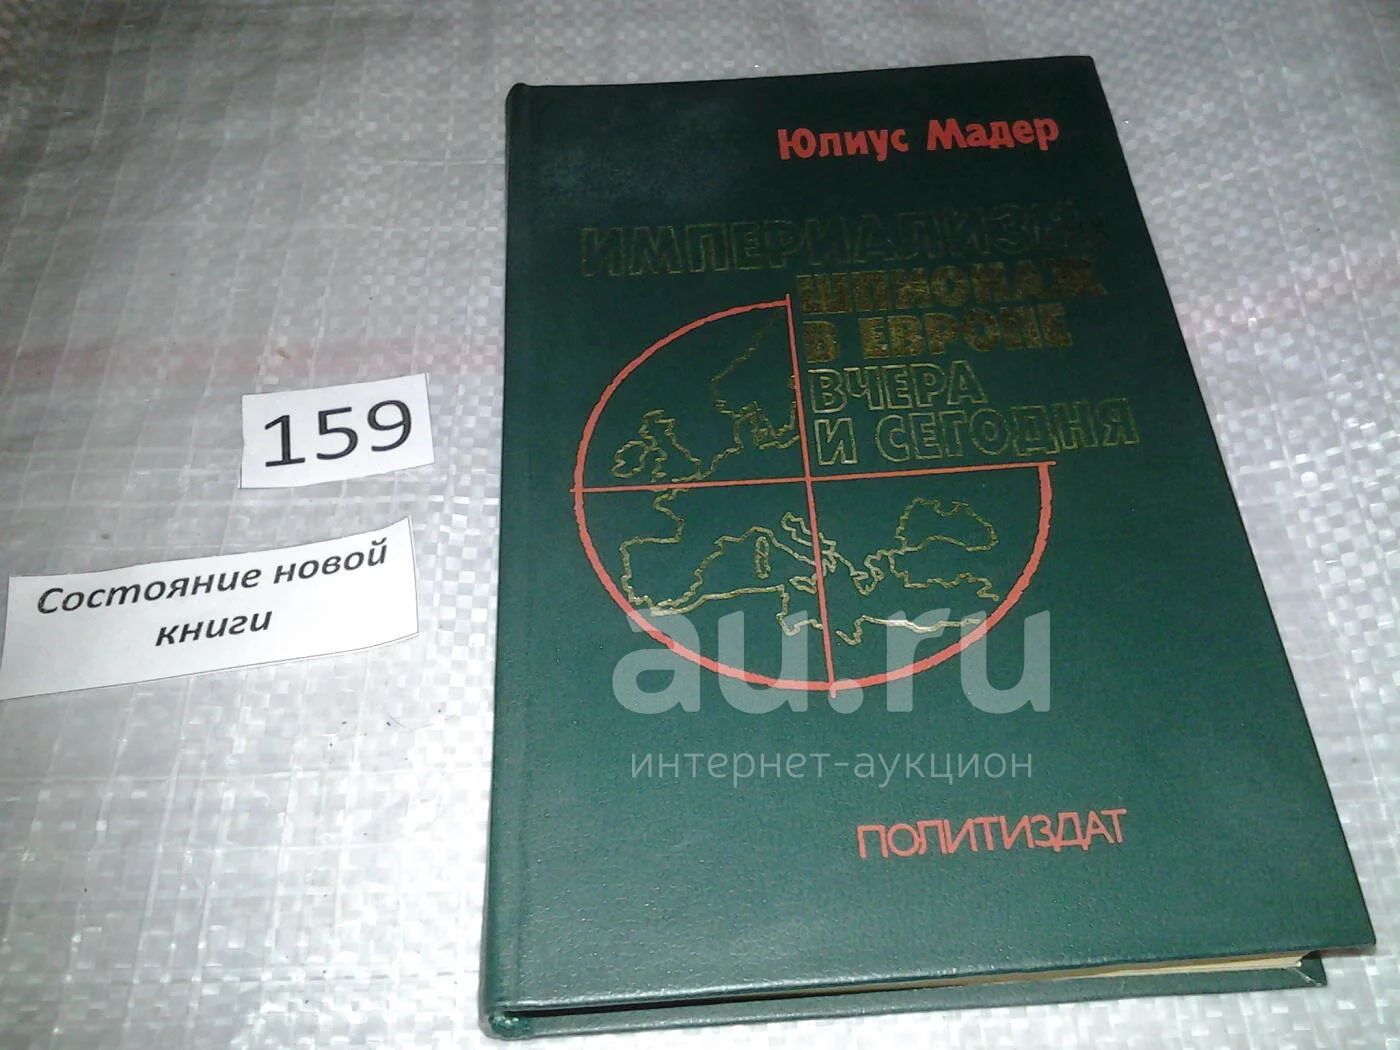 Юлиус Мадер
ИМПЕРИАЛИЗМ:
ШПИОНАЖ
В ЕВРОПЕ
ВЧЕРА
И СЕГОДНЯ
159
Состояние новой
книги
au.ru
интернет-аукцион
ПОЛИТИЗДАТ